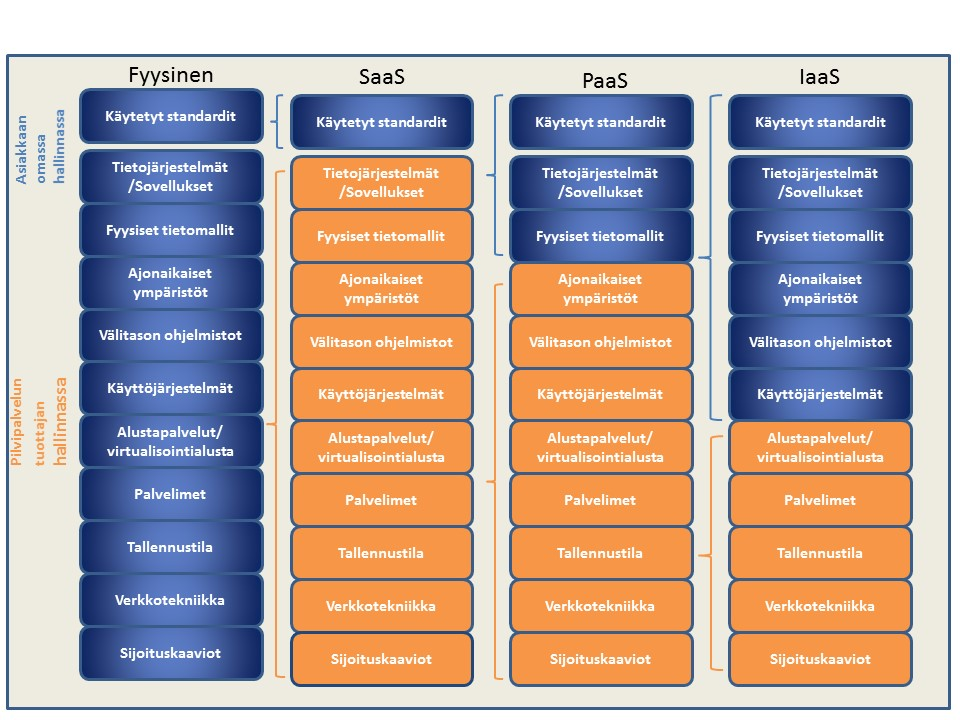 Asiakkaan
omassa
hallinnassa
Pilvipalvelun
tuottajan
hallinnassa
Fyysinen
Käytetyt standardit
Tietojärjestelmät
/Sovellukset
Fyysiset tietomallit
Ajonaikaiset
ympäristöt
Välitason ohjelmistot
Käyttöjärjestelmät
Alustapalvelut/
virtualisointialusta
Palvelimet
Tallennustila
Verkkotekniikka
Sijoituskaaviot
SaaS
Käytetyt standardit
Tietojärjestelmät
/Sovellukset
Fyysiset tietomallit
Ajonaikaiset
ympäristöt
Välitason ohjelmistot
Käyttöjärjestelmät
Alustapalvelut/
virtualisointialusta
Palvelimet
Tallennustila
Verkkotekniikka
Sijoituskaaviot
PaaS
Käytetyt standardit
Tietojärjestelmät
/Sovellukset
Fyysiset tietomallit
Ajonaikaiset
ympäristöt
Välitason ohjelmistot
Käyttöjärjestelmät
Alustapalvelut/
virtualisointialusta
Palvelimet
Tallennustila
Verkkotekniikka
Sijoituskaaviot
IaaS
Käytetyt standardit
Tietojärjestelmät
/Sovellukset
Fyysiset tietomallit
Ajonaikaiset
ympäristöt
Välitason ohjelmistot
Käyttöjärjestelmät
Alustapalvelut/
virtualisointialusta
Palvelimet
Tallennustila
Verkkotekniikka
Sijoituskaaviot